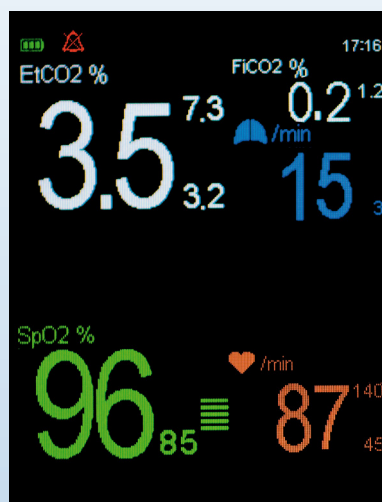 17:16
EtCO2 %
FiCO2 %
3.5 7.3 3.2
0.2 1.2
/min
15 3
SpO2 %
96 85
/min
87 140 45